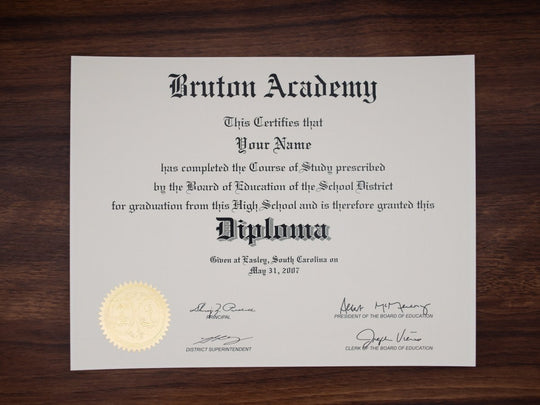 Bruton Academy
This Certifies that
Your Name
has completed the Course of Study prescribed
by the Board of Education of the School District
for graduation from this High School and is therefore granted this
Diploma
Given at Easley, South Carolina on
May 31, 2007
PRINCIPAL
PRESIDENT OF THE BOARD OF EDUCATION
DISTRICT SUPERINTENDENT
CLERK OF THE BOARD OF EDUCATION